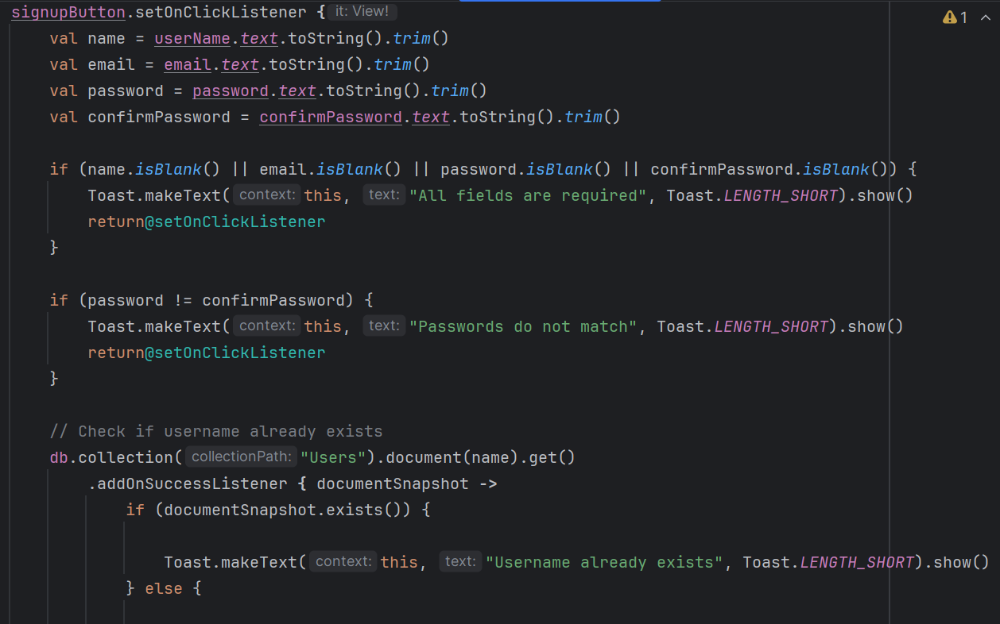 signupButton.setOnClickListener { it: View!
val name = userName.text.toString().trim()
val email = email.text.toString().trim()
val password = password.text.toString().trim()
val confirmPassword = confirmPassword.text.toString().trim()
if (name.isBlank() || email.isBlank() || password.isBlank() || confirmPassword.isBlank()) {
Toast.makeText( context: this, text: "All fields are required", Toast.LENGTH_SHORT).show()
return@setOnClickListener
}
if (password != confirmPassword) {
Toast.makeText( context: this, text: "Passwords do not match", Toast.LENGTH_SHORT).show()
return@setOnClickListener
}
// Check if username already exists
db.collection( collectionPath: "Users").document(name).get()
.addOnSuccessListener { documentSnapshot ->
if (documentSnapshot.exists()) {
Toast.makeText( context: this, text: "Username already exists", Toast.LENGTH_SHORT).show()
} else {
1